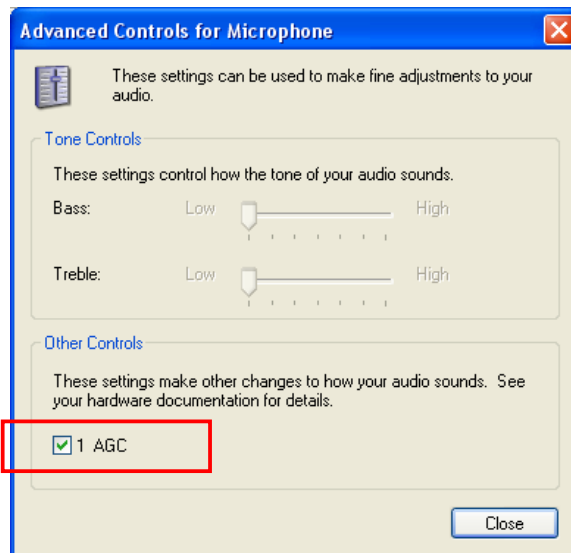 Advanced Controls for Microphone
These settings can be used to make fine adjustments to your
audio.
Tone Controls
These settings control how the tone of your audio sounds.
Bass: Low High
Treble: Low High
Other Controls
These settings make other changes to how your audio sounds. See
your hardware documentation for details.
1 AGC
Close